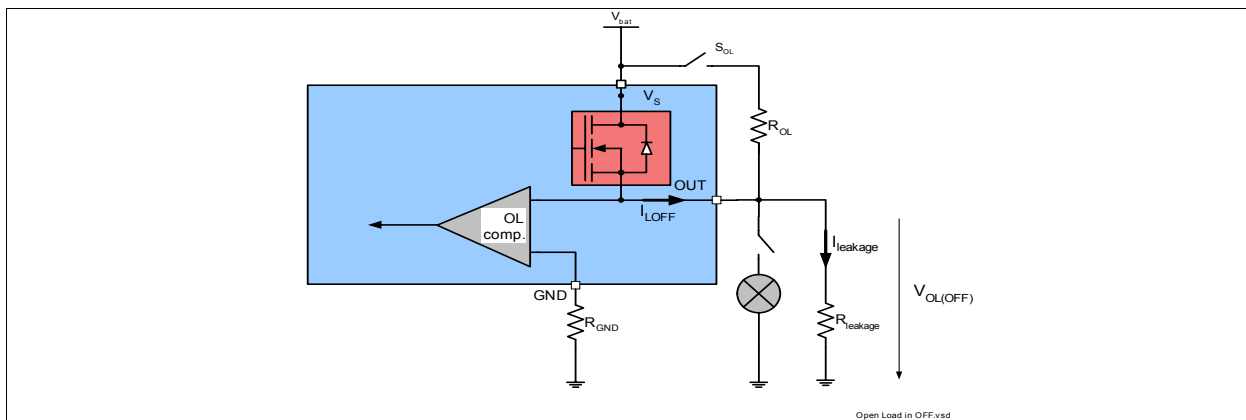 Vbat
SOL
VS
ROL
OUT
ILOFF
OL
comp.
Ileakage
GND
VOL(OFF)
RGND
Rleakage
Open Load in OFF.vsd